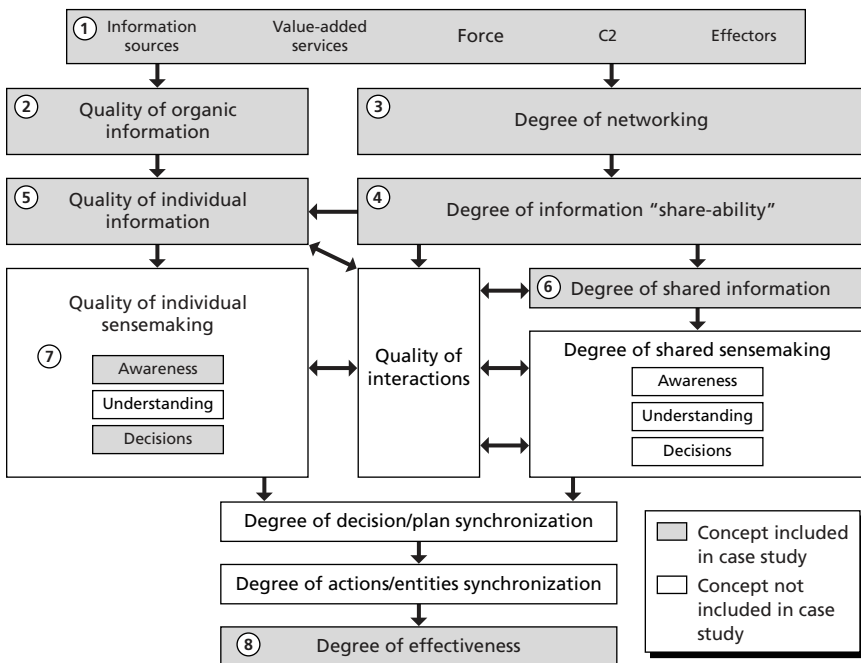 1 Information sources
Value-added services
Force
C2
Effectors
2
Quality of organic
information
3
Degree of networking
5
Quality of individual
information
4
Degree of information “share-ability”
Quality of individual
sensemaking
7
Awareness
Understanding
Decisions
Quality of
interactions
6
Degree of shared information
Degree of shared sensemaking
Awareness
Understanding
Decisions
Degree of decision/plan synchronization
Degree of actions/entities synchronization
8
Degree of effectiveness
Concept included
in case study
Concept not
included in case
study